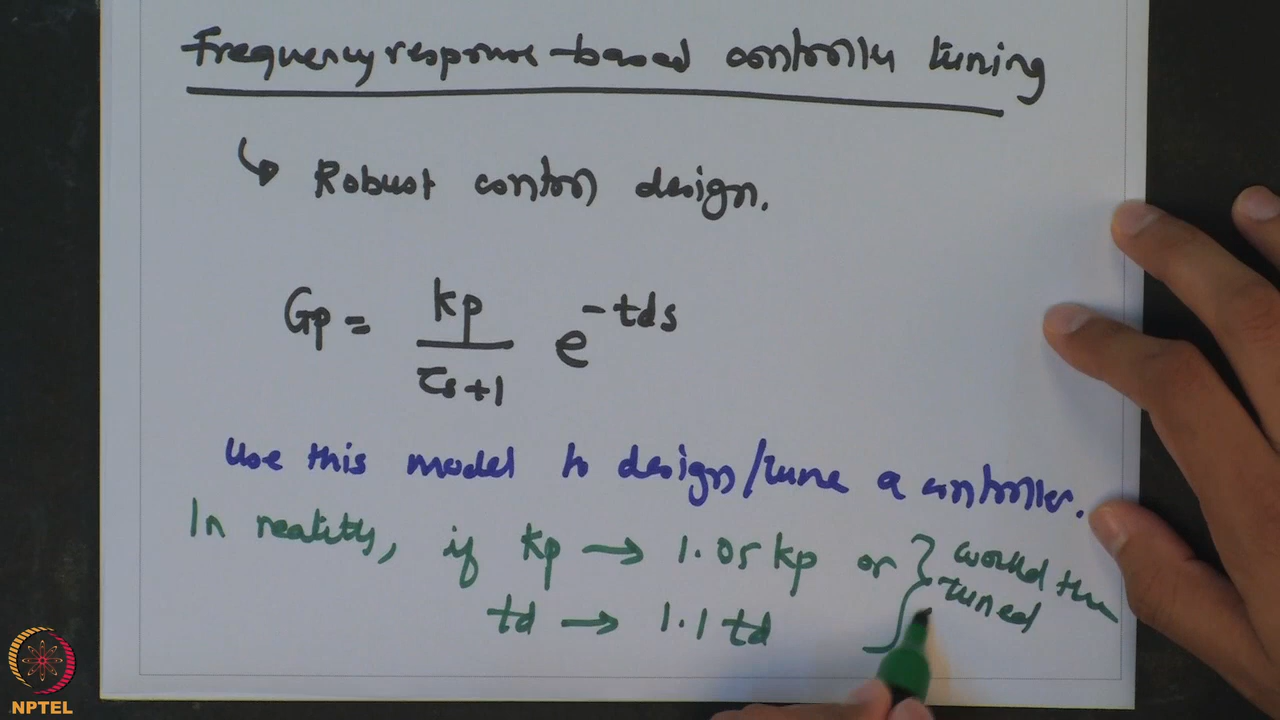 Frequency response-based controller tuning
↳ Robust control design.
Gp = kp / τs+1 e^-tds
Use this model to design/tune a controller.
In reality, if kp → 1.05 kp or } would the
td → 1.1 td tuned
NPTEL